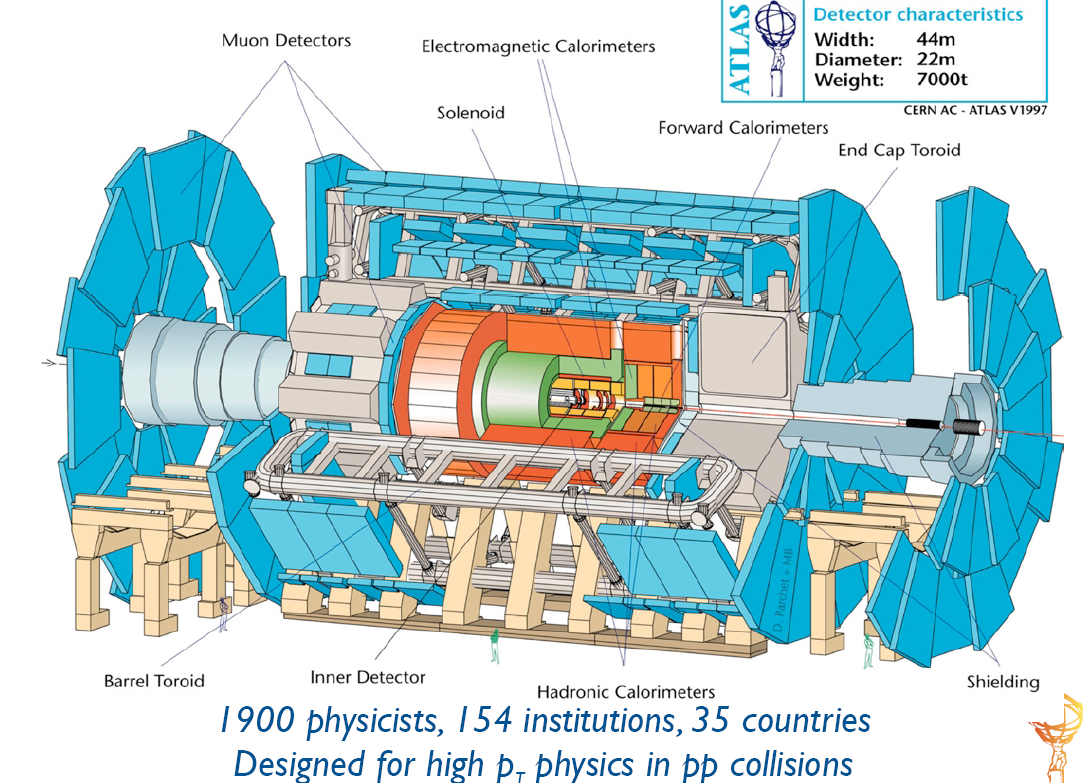 ATLAS
Detector characteristics
Width: 44m
Diameter: 22m
Weight: 7000t
CERN AC - ATLAS V1997
Muon Detectors
Electromagnetic Calorimeters
Solenoid
Forward Calorimeters
End Cap Toroid
D. Parchet + MB
Barrel Toroid
Inner Detector
Hadronic Calorimeters
Shielding
1900 physicists, 154 institutions, 35 countries
Designed for high pT physics in pp collisions